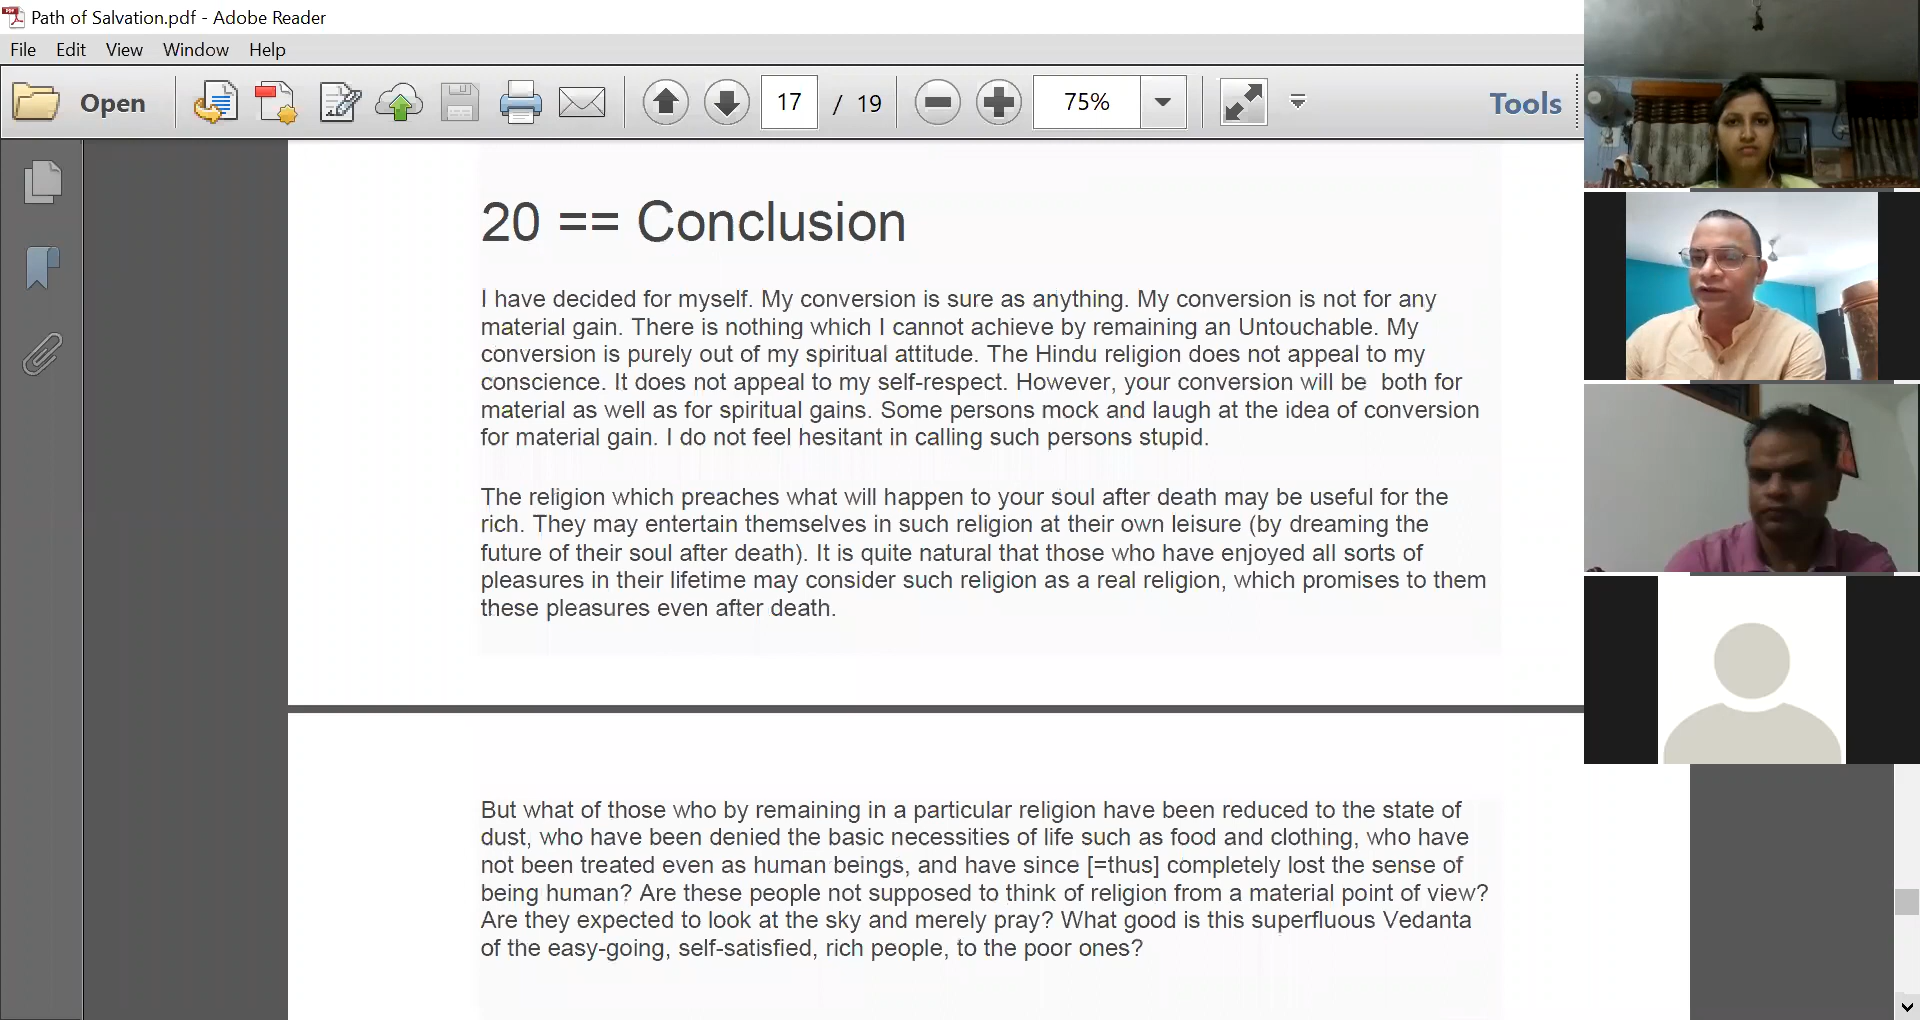 Path of Salvation.pdf - Adobe Reader
File Edit View Window Help
Open 17 / 19 75% Tools
20 == Conclusion
I have decided for myself. My conversion is sure as anything. My conversion is not for any
material gain. There is nothing which I cannot achieve by remaining an Untouchable. My
conversion is purely out of my spiritual attitude. The Hindu religion does not appeal to my
conscience. It does not appeal to my self-respect. However, your conversion will be both for
material as well as for spiritual gains. Some persons mock and laugh at the idea of conversion
for material gain. I do not feel hesitant in calling such persons stupid.
The religion which preaches what will happen to your soul after death may be useful for the
rich. They may entertain themselves in such religion at their own leisure (by dreaming the
future of their soul after death). It is quite natural that those who have enjoyed all sorts of
pleasures in their lifetime may consider such religion as a real religion, which promises to them
these pleasures even after death.
But what of those who by remaining in a particular religion have been reduced to the state of
dust, who have been denied the basic necessities of life such as food and clothing, who have
not been treated even as human beings, and have since [=thus] completely lost the sense of
being human? Are these people not supposed to think of religion from a material point of view?
Are they expected to look at the sky and merely pray? What good is this superfluous Vedanta
of the easy-going, self-satisfied, rich people, to the poor ones?